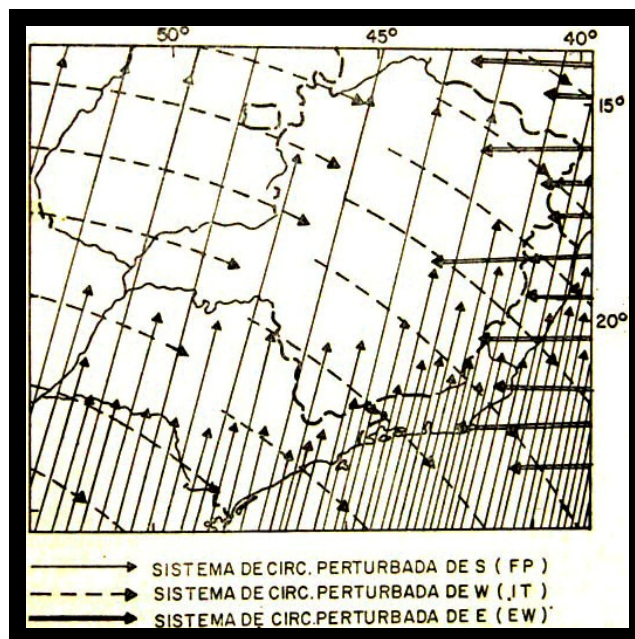 50° 45° 40°
15°
20°
SISTEMA DE CIRC. PERTURBADA DE S ( FP )
SISTEMA DE CIRC. PERTURBADA DE W ( IT )
SISTEMA DE CIRC. PERTURBADA DE E ( EW )